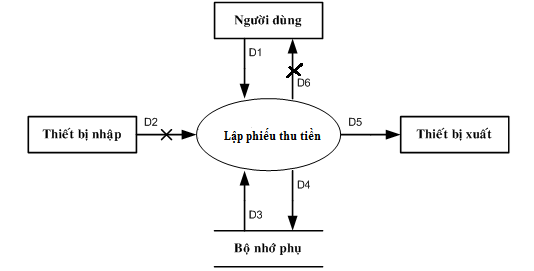 Người dùng
D1
D6
D2
Thiết bị nhập
Lập phiếu thu tiền
D5
Thiết bị xuất
D4
D3
Bộ nhớ phụ